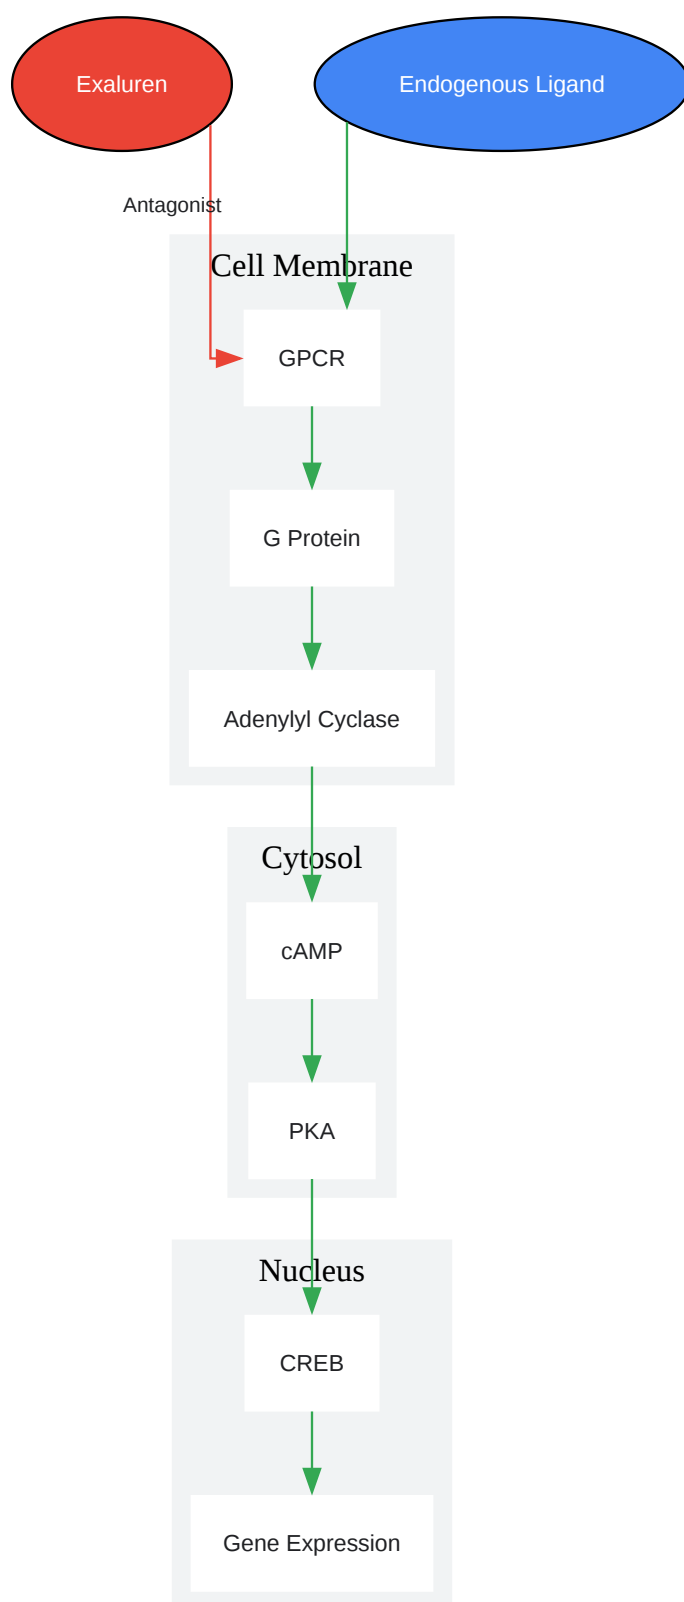 Exaluren
Endogenous Ligand
Antagonist
Cell Membrane
GPCR
G Protein
Adenylyl Cyclase
Cytosol
cAMP
PKA
Nucleus
CREB
Gene Expression